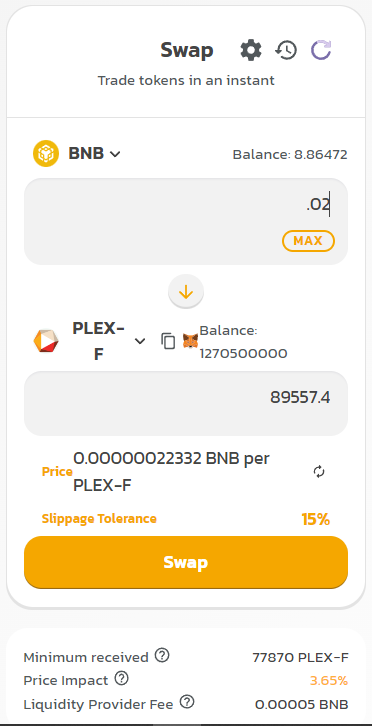 Swap
Trade tokens in an instant
BNB
Balance: 8.86472
.02
MAX
PLEX-
F
Balance:
1270500000
89557.4
Price
0.00000022332 BNB per
PLEX-F
Slippage Tolerance
15%
Swap
Minimum received
77870 PLEX-F
Price Impact
3.65%
Liquidity Provider Fee
0.00005 BNB